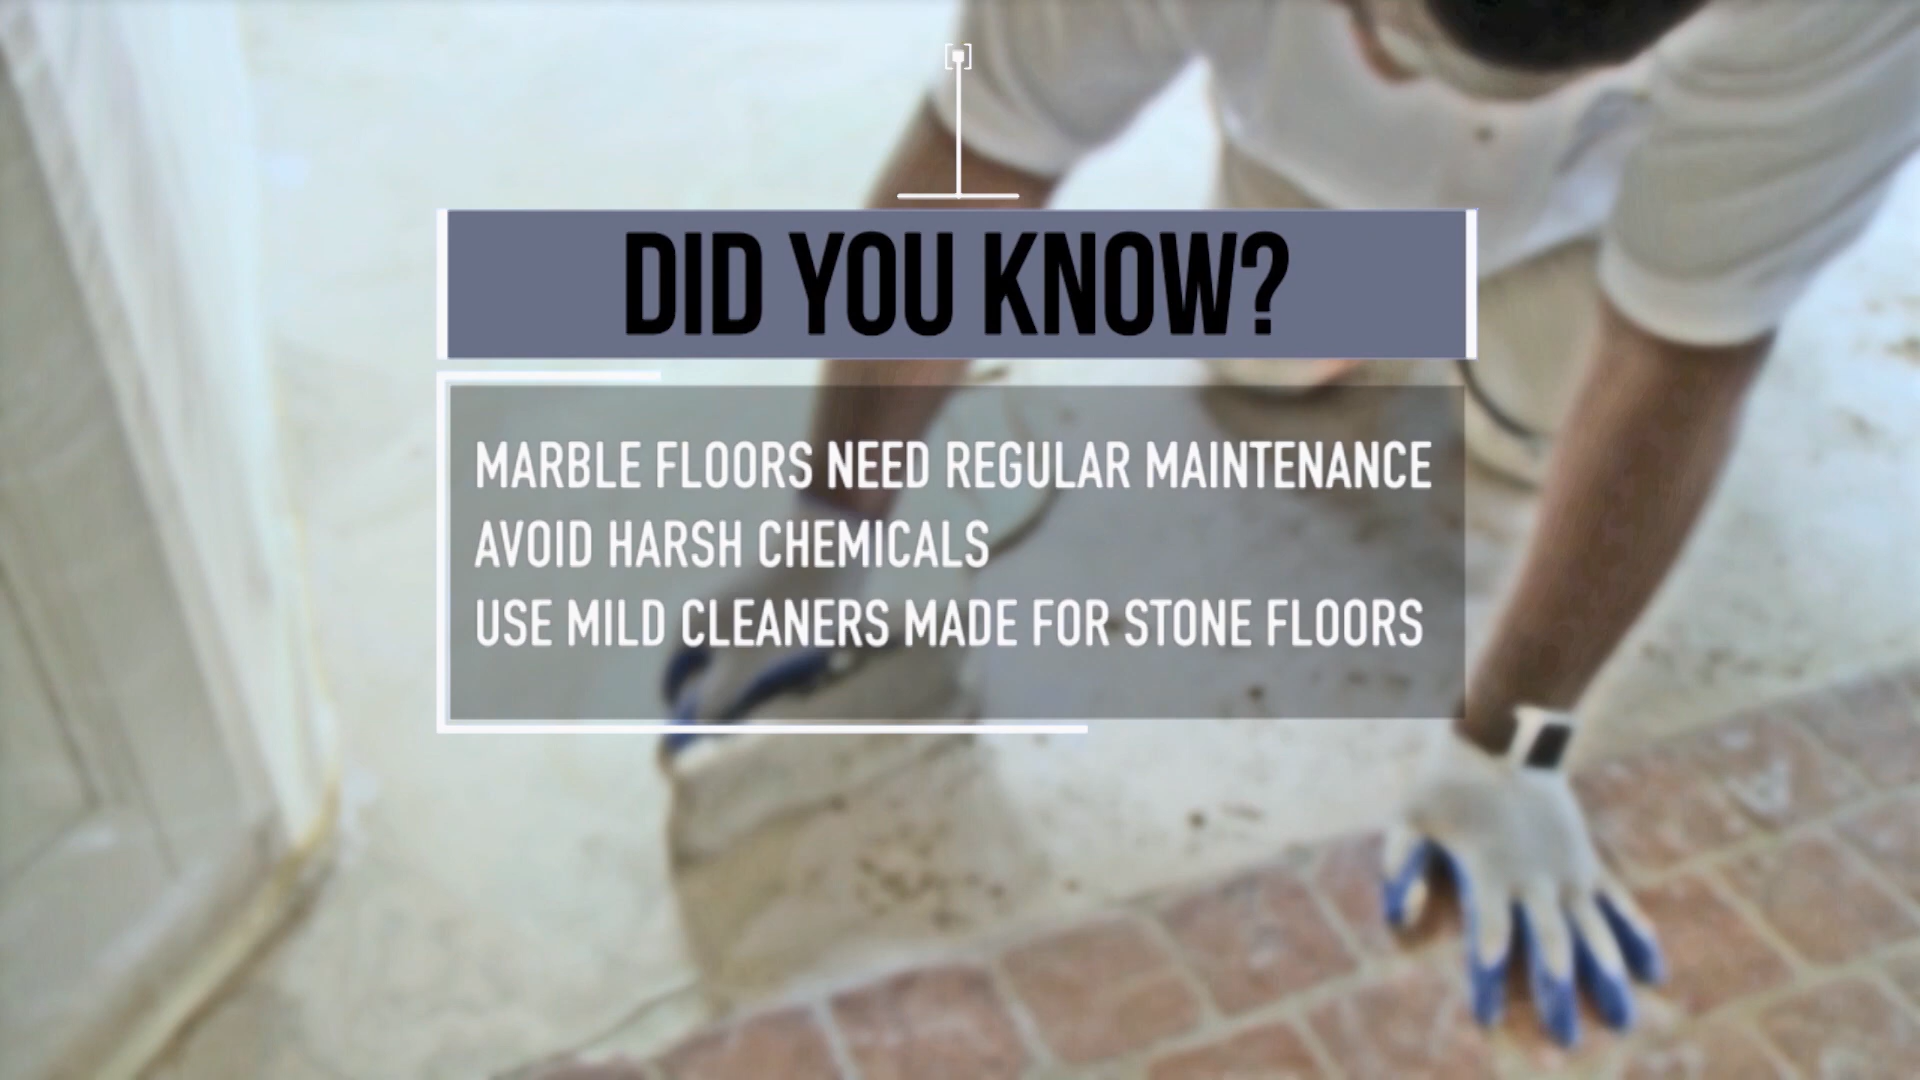 DID YOU KNOW?
MARBLE FLOORS NEED REGULAR MAINTENANCE
AVOID HARSH CHEMICALS
USE MILD CLEANERS MADE FOR STONE FLOORS